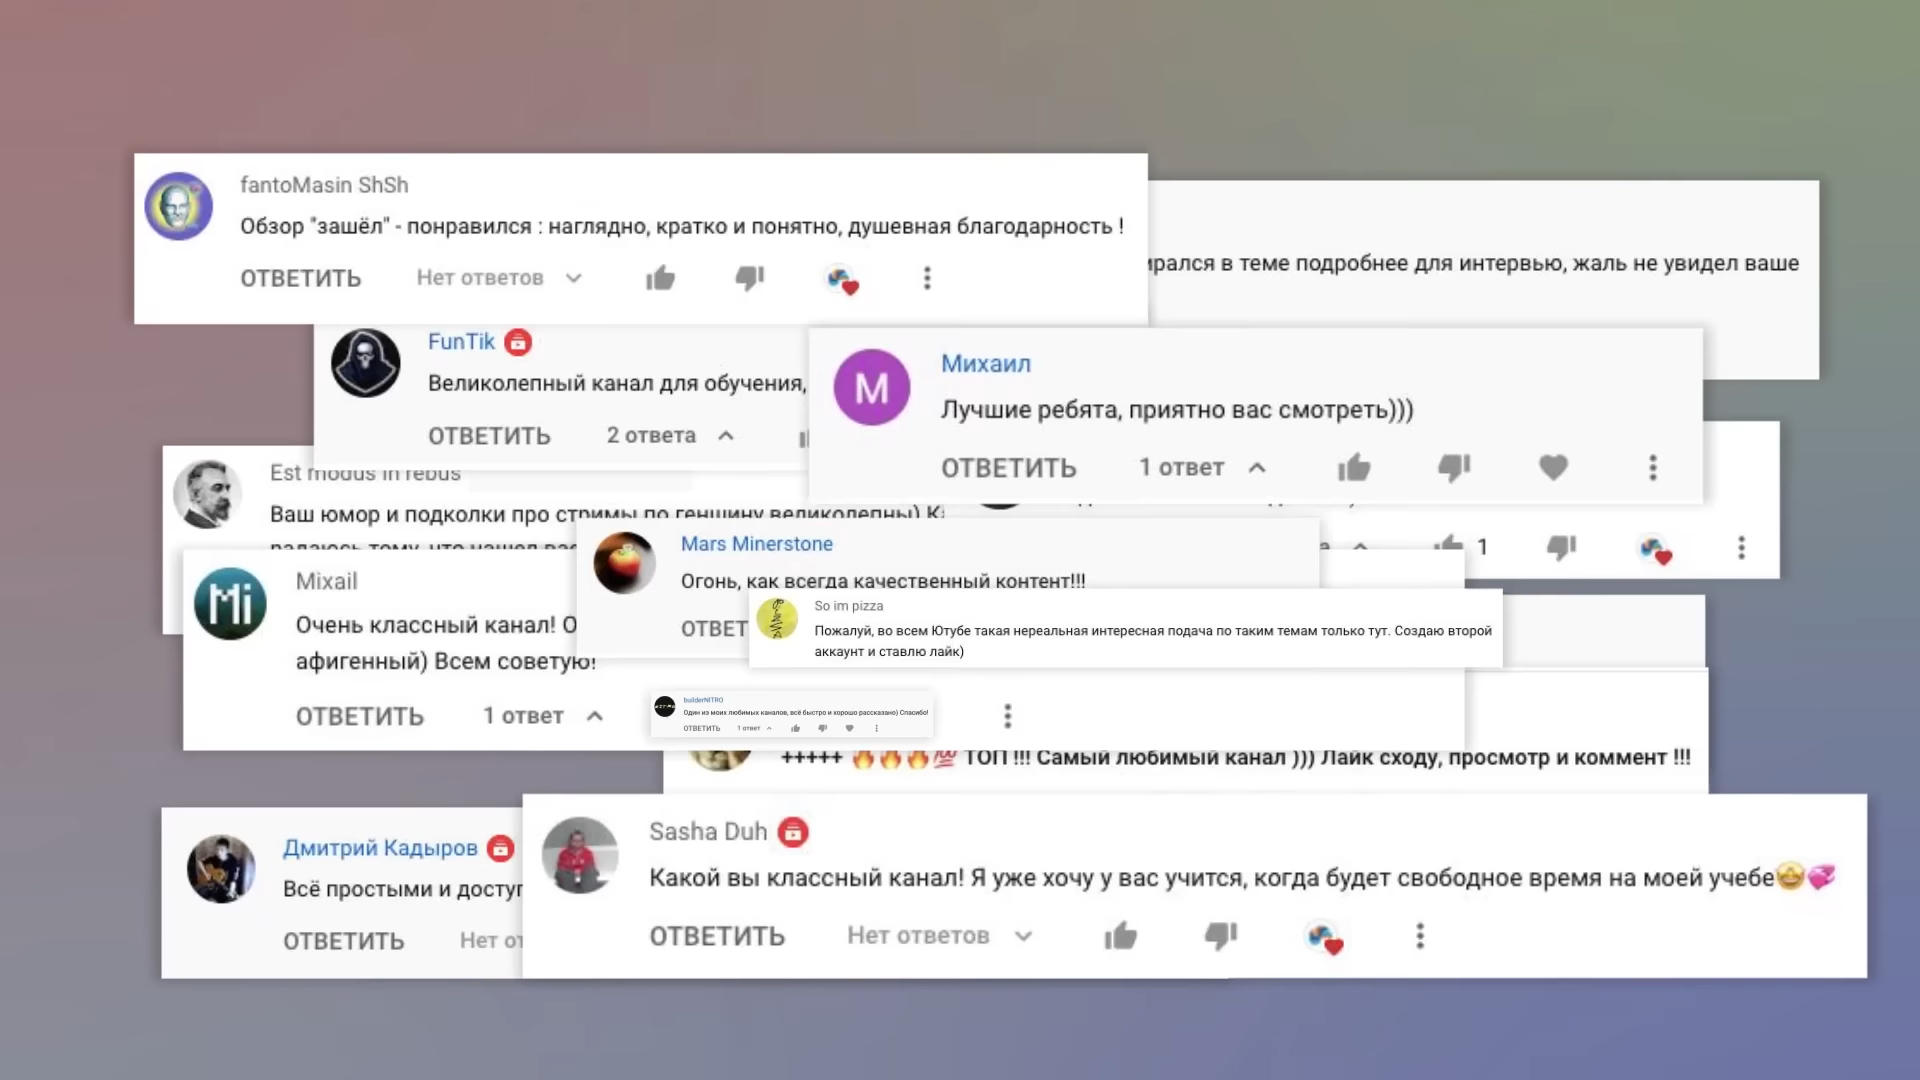 fantoMasin ShSh
Обзор "зашёл" - понравился : наглядно, кратко и понятно, душевная благодарность !
ОТВЕТИТЬ Нет ответов
в теме подробнее для интервью, жаль не увидел ваше
FunTik
Великолепный канал для обучения,
ОТВЕТИТЬ 2 ответа
Михаил
Лучшие ребята, приятно вас смотреть)))
ОТВЕТИТЬ 1 ответ
Est modus in rebus
Ваш юмор и подколки про стримы по геншину великолепны)
радаюсь тому, что нашел
1
Mixail
Очень классный канал!
афигенный) Всем советую!
ОТВЕТИТЬ 1 ответ
Mars Minerstone
Огонь, как всегда качественный контент!!!
ОТВЕТ
So im pizza
Пожалуй, во всем Ютубе такая нереальная интересная подача по таким темам только тут. Создаю второй
аккаунт и ставлю лайк)
builderNITRO
Один из моих любимых каналов, всё быстро и хорошо рассказано) Спасибо!
ОТВЕТИТЬ 1 ответ
+++++ 🔥🔥🔥💯 ТОП !!! Самый любимый канал ))) Лайк сходу, просмотр и коммент !!!
Дмитрий Кадыров
Всё простыми и
ОТВЕТИТЬ Нет
Sasha Duh
Какой вы классный канал! Я уже хочу у вас учится, когда будет свободное время на моей учебе🤩💞
ОТВЕТИТЬ Нет ответов